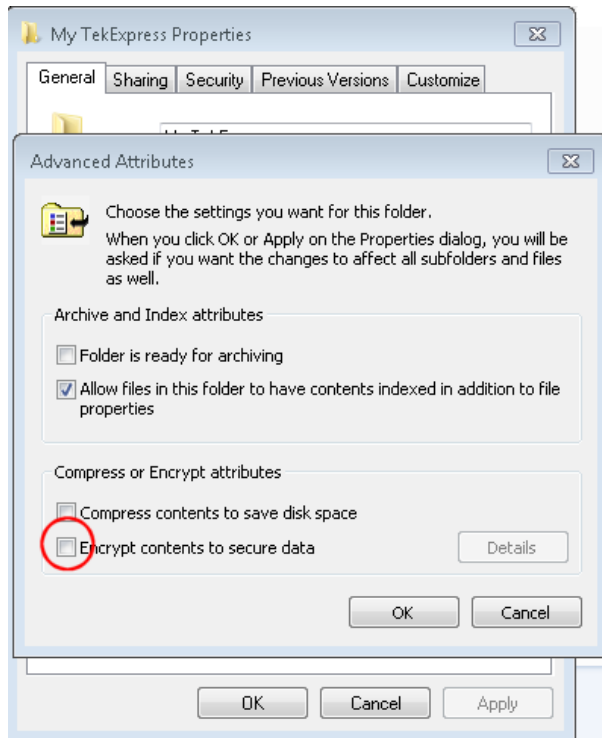 My TekExpress Properties
General Sharing Security Previous Versions Customize
Advanced Attributes
Choose the settings you want for this folder.
When you click OK or Apply on the Properties dialog, you will be
asked if you want the changes to affect all subfolders and files
as well.
Archive and Index attributes
Folder is ready for archiving
Allow files in this folder to have contents indexed in addition to file
properties
Compress or Encrypt attributes
Compress contents to save disk space
Encrypt contents to secure data
Details
OK Cancel
OK Cancel Apply